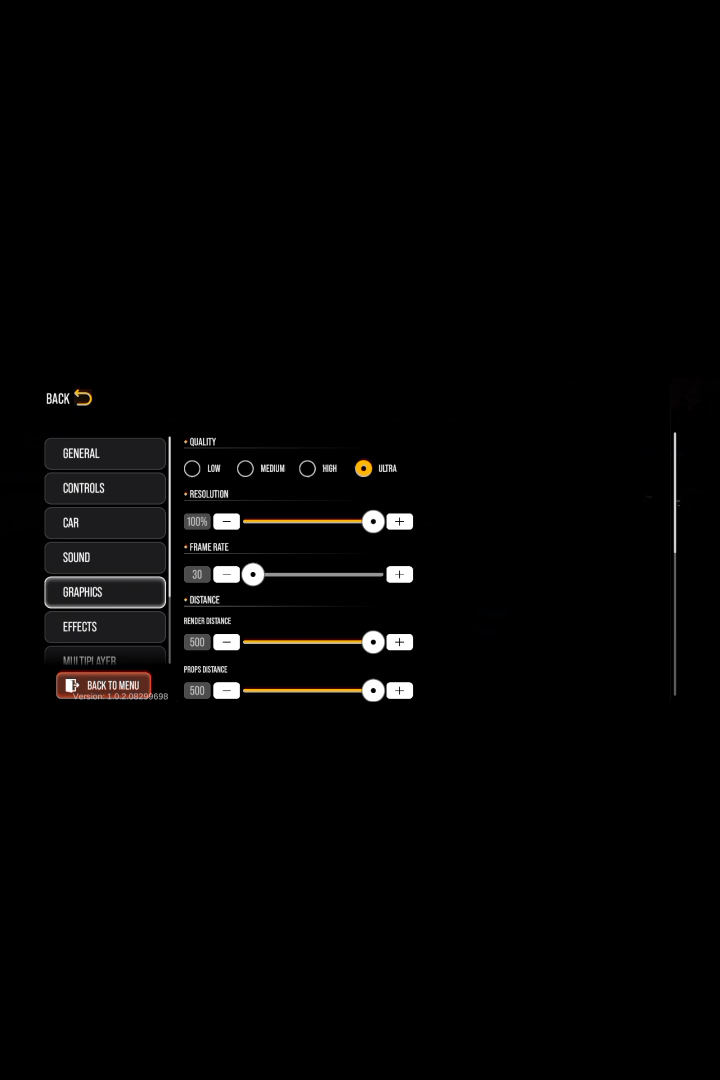 BACK
GENERAL
CONTROLS
CAR
SOUND
GRAPHICS
EFFECTS
MULTIPLAYER
BACK TO MENU
Version: 1.0.2.08299698
QUALITY
LOW MEDIUM HIGH ULTRA
RESOLUTION
100%
FRAME RATE
30
DISTANCE
RENDER DISTANCE
500
PROPS DISTANCE
500